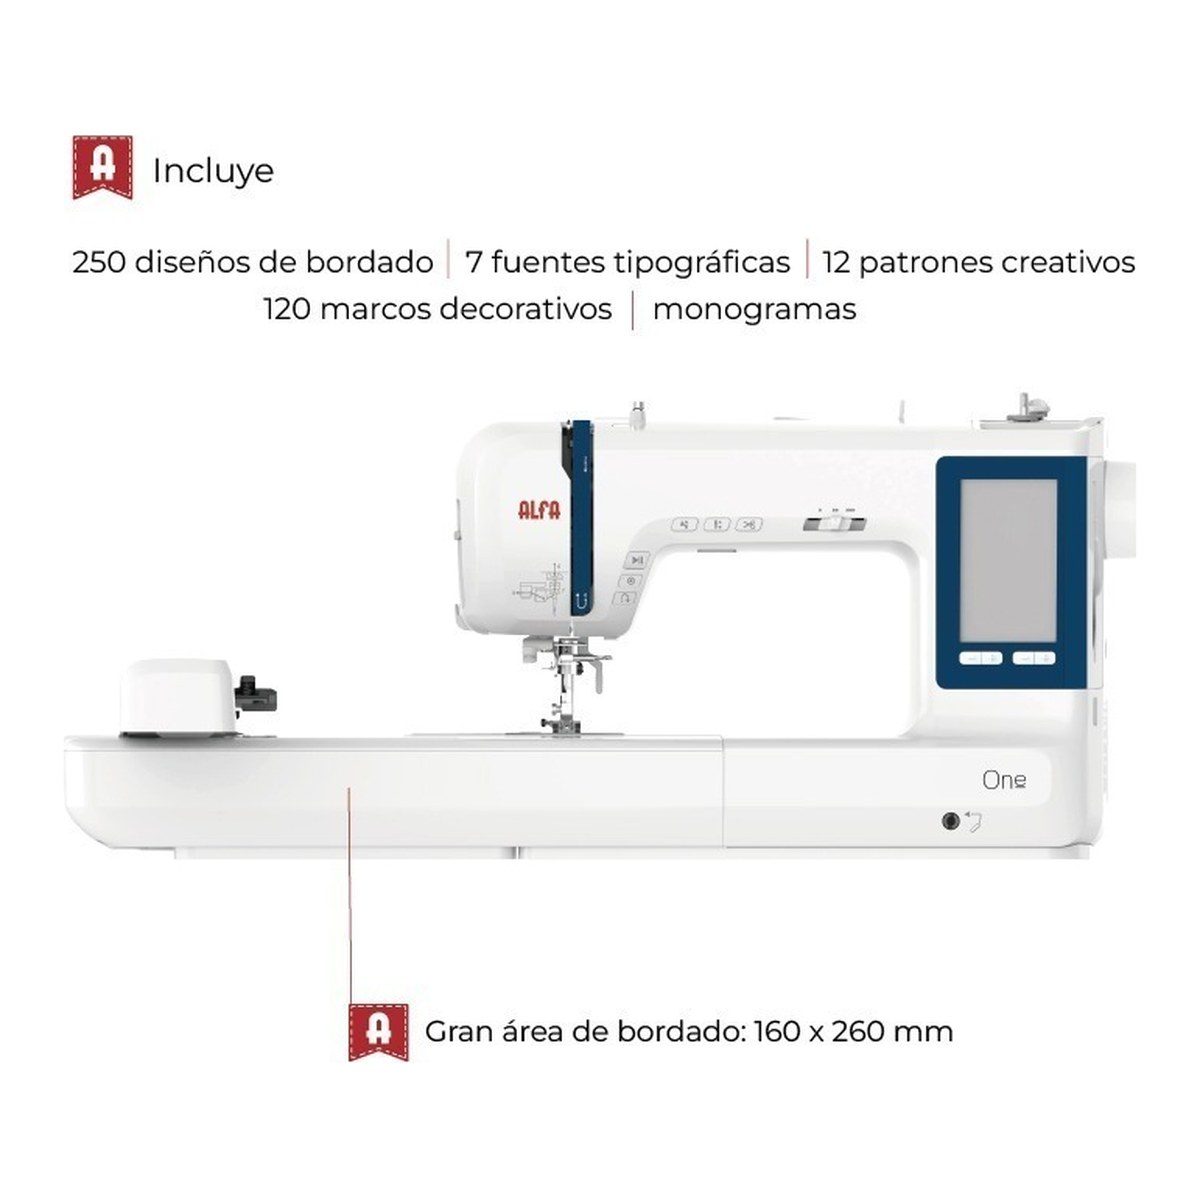 A Incluye
250 diseños de bordado | 7 fuentes tipográficas | 12 patrones creativos
120 marcos decorativos | monogramas
ALFA
One
A Gran área de bordado: 160 x 260 mm